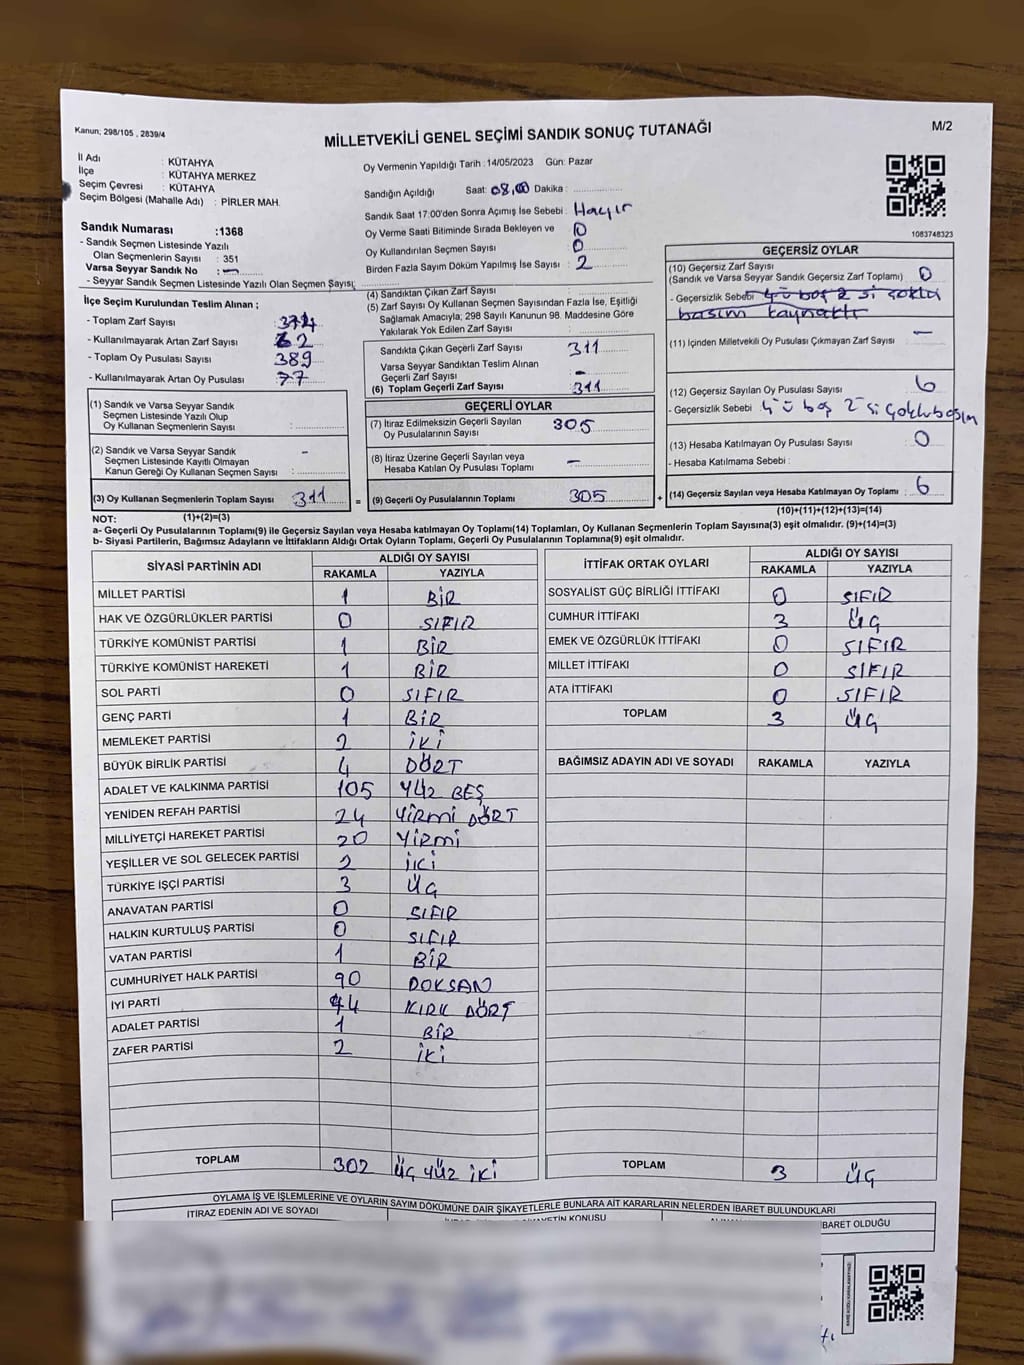 Kanun; 298/105 , 2839/4
MİLLETVEKİLİ GENEL SEÇİMİ SANDIK SONUÇ TUTANAĞI
M/2
İl Adı : KÜTAHYA
İlçe : KÜTAHYA MERKEZ
Seçim Çevresi : KÜTAHYA
Seçim Bölgesi (Mahalle Adı) : PİRLER MAH.
Sandık Numarası :1368
- Sandık Seçmen Listesinde Yazılı
Olan Seçmenlerin Sayısı : 351
Varsa Seyyar Sandık No : -
- Seyyar Sandık Seçmen Listesinde Yazılı Olan Seçmen Sayısı:
Oy Vermenin Yapıldığı Tarih :14/05/2023 Gün: Pazar
Sandığın Açıldığı Saat: 08,00 Dakika :
Sandık Saat 17:00'den Sonra Açımış İse Sebebi : Hayır
Oy Verme Saati Bitiminde Sırada Bekleyen ve
Oy Kullandırılan Seçmen Sayısı : 0
Birden Fazla Sayım Döküm Yapılmış İse Sayısı : 2
1083748323
İlçe Seçim Kurulundan Teslim Alınan ;
- Toplam Zarf Sayısı : 374
- Kullanılmayarak Artan Zarf Sayısı : 62
- Toplam Oy Pusulası Sayısı : 389
- Kullanılmayarak Artan Oy Pusulası : 77
(1) Sandık ve Varsa Seyyar Sandık
Seçmen Listesinde Yazılı Olup
Oy Kullanan Seçmenlerin Sayısı :
(2) Sandık ve Varsa Seyyar Sandık
Seçmen Listesinde Kayıtlı Olmayan
Kanun Gereği Oy Kullanan Seçmen Sayısı : -
(3) Oy Kullanan Seçmenlerin Toplam Sayısı 311 =
(4) Sandıktan Çıkan Zarf Sayısı :
(5) Zarf Sayısı Oy Kullanan Seçmen Sayısından Fazla İse, Eşitliği
Sağlamak Amacıyla; 298 Sayılı Kanunun 98. Maddesine Göre
Yakılarak Yok Edilen Zarf Sayısı :
Sandıkta Çıkan Geçerli Zarf Sayısı : 311
Varsa Seyyar Sandıktan Teslim Alınan
Geçerli Zarf Sayısı : -
(6) Toplam Geçerli Zarf Sayısı : 311
GEÇERLİ OYLAR
(7) İtiraz Edilmeksizin Geçerli Sayılan
Oy Pusulalarının Sayısı : 305
(8) İtiraz Üzerine Geçerli Sayılan veya
Hesaba Katılan Oy Pusulası Toplamı : -
(9) Geçerli Oy Pusulalarının Toplamı : 305 +
GEÇERSİZ OYLAR
(10) Geçersiz Zarf Sayısı
(Sandık ve Varsa Seyyar Sandık Geçersiz Zarf Toplamı) : 0
- Geçersizlik Sebebi : 4 ü boş 2 si çoklu
basım kaynaklı
(11) İçinden Milletvekili Oy Pusulası Çıkmayan Zarf Sayısı : -
(12) Geçersiz Sayılan Oy Pusulası Sayısı : 6
- Geçersizlik Sebebi : 4 ü boş 2 si çoklu basım
(13) Hesaba Katılmayan Oy Pusulası Sayısı : 0
- Hesaba Katılmama Sebebi :
(14) Geçersiz Sayılan veya Hesaba Katılmayan Oy Toplamı : 6
NOT: (1)+(2)=(3)
(10)+(11)+(12)+(13)=(14)
a- Geçerli Oy Pusulalarının Toplamı(9) ile Geçersiz Sayılan veya Hesaba katılmayan Oy Toplamı(14) Toplamları, Oy Kullanan Seçmenlerin Toplam Sayısına(3) eşit olmalıdır. (9)+(14)=(3)
b- Siyasi Partilerin, Bağımsız Adayların ve İttifakların Aldığı Ortak Oyların Toplamı, Geçerli Oy Pusulalarının Toplamına(9) eşit olmalıdır.
SİYASİ PARTİNİN ADI ALDIĞI OY SAYISI
RAKAMLA YAZIYLA
MİLLET PARTİSİ 1 BİR
HAK VE ÖZGÜRLÜKLER PARTİSİ 0 SIFIR
TÜRKİYE KOMÜNİST PARTİSİ 1 BİR
TÜRKİYE KOMÜNİST HAREKETİ 1 BİR
SOL PARTİ 0 SIFIR
GENÇ PARTİ 1 BİR
MEMLEKET PARTİSİ 2 İKİ
BÜYÜK BİRLİK PARTİSİ 4 DÖRT
ADALET VE KALKINMA PARTİSİ 105 YÜZ BEŞ
YENİDEN REFAH PARTİSİ 24 YİRMİ DÖRT
MİLLİYETÇİ HAREKET PARTİSİ 20 YİRMİ
YEŞİLLER VE SOL GELECEK PARTİSİ 2 İKİ
TÜRKİYE İŞÇİ PARTİSİ 3 ÜÇ
ANAVATAN PARTİSİ 0 SIFIR
HALKIN KURTULUŞ PARTİSİ 0 SIFIR
VATAN PARTİSİ 1 BİR
CUMHURİYET HALK PARTİSİ 90 DOKSAN
İYİ PARTİ 44 KIRK DÖRT
ADALET PARTİSİ 1 BİR
ZAFER PARTİSİ 2 İKİ
TOPLAM 302 ÜÇ YÜZ İKİ
İTTİFAK ORTAK OYLARI ALDIĞI OY SAYISI
RAKAMLA YAZIYLA
SOSYALİST GÜÇ BİRLİĞİ İTTİFAKI 0 SIFIR
CUMHUR İTTİFAKI 3 ÜÇ
EMEK VE ÖZGÜRLÜK İTTİFAKI 0 SIFIR
MİLLET İTTİFAKI 0 SIFIR
ATA İTTİFAKI 0 SIFIR
TOPLAM 3 ÜÇ
BAĞIMSIZ ADAYIN ADI VE SOYADI RAKAMLA YAZIYLA
TOPLAM 3 ÜÇ
OYLAMA İŞ VE İŞLEMLERİNE VE OYLARIN SAYIM DÖKÜMÜNE DAİR ŞİKAYETLERLE BUNLARA AİT KARARLARIN NELERDEN İBARET BULUNDUKLARI
İTİRAZ EDENİN ADI VE SOYADI
KONUSU
İBARET OLDUĞU